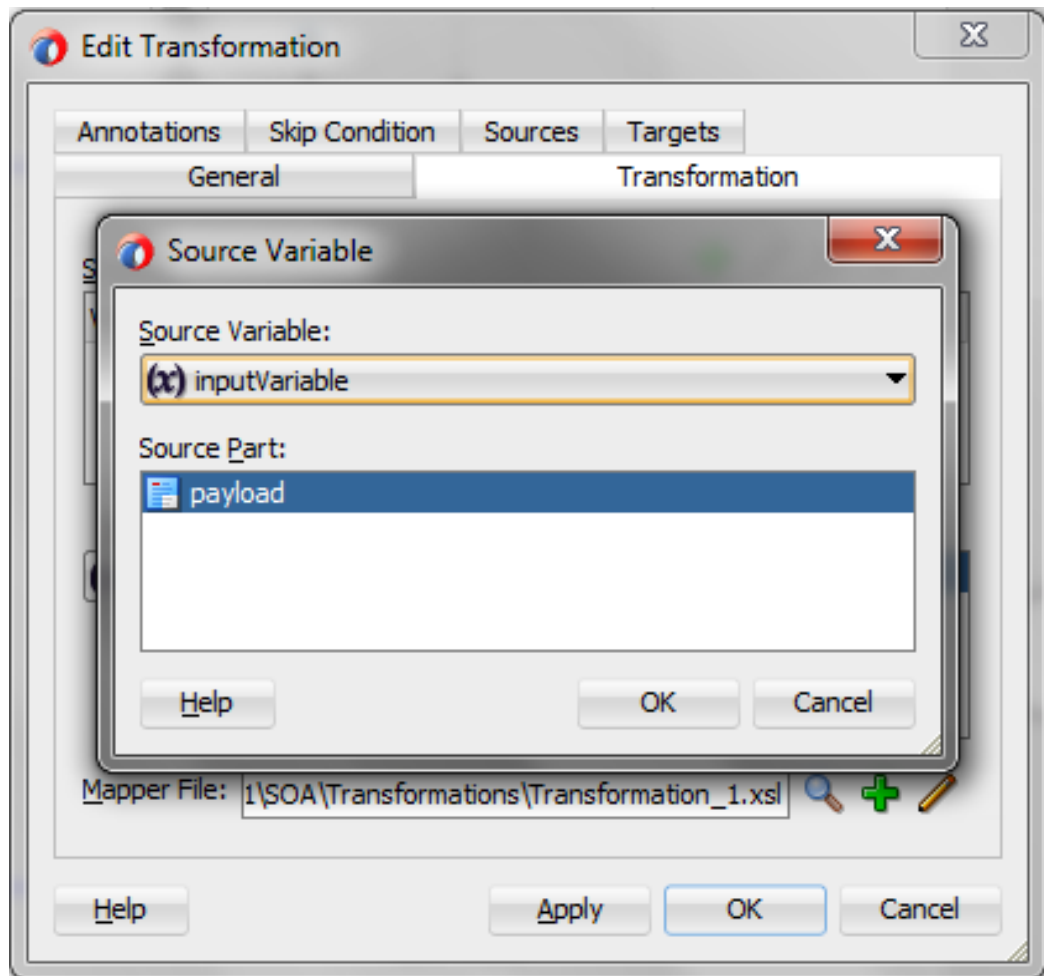 Edit Transformation
Annotations Skip Condition Sources Targets
General Transformation
Source Variable
Source Variable:
(x) inputVariable
Source Part:
payload
Help OK Cancel
Mapper File: 1\SOA\Transformations\Transformation_1.xsl
Help Apply OK Cancel